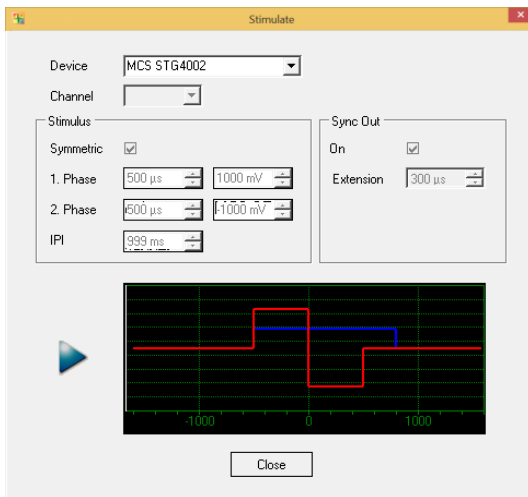 Stimulate
Device MCS STG4002
Channel
Stimulus
Symmetric
1. Phase 500 µs 1000 mV
2. Phase 500 µs -1000 mV
IPI 999 ms
Sync Out
On
Extension 300 µs
-1000 0 1000
Close